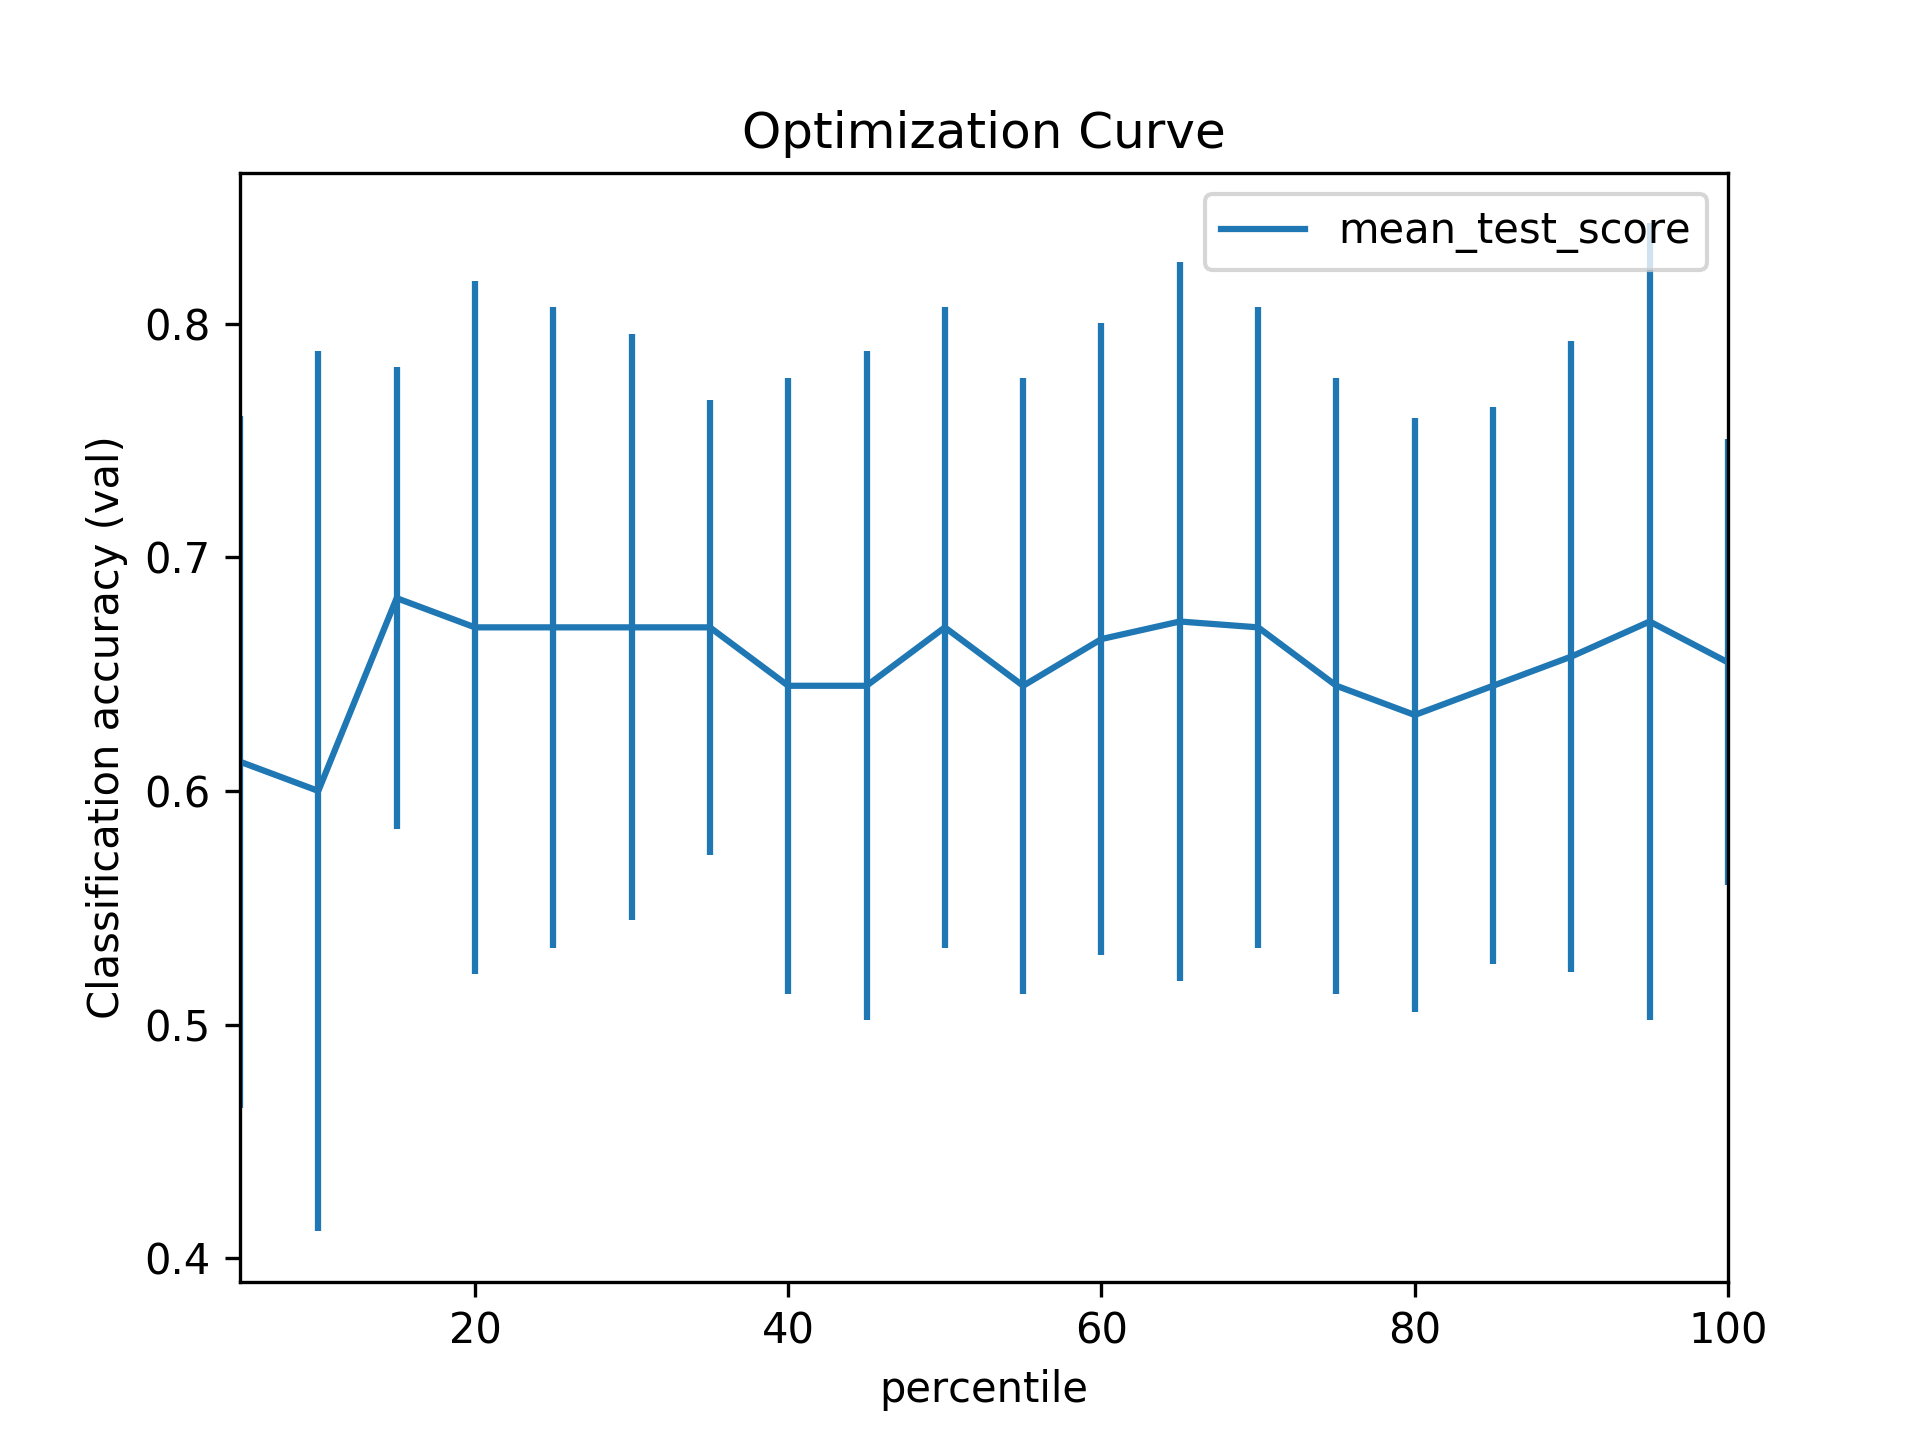 Optimization Curve
mean_test_score
Classification accuracy (val)
0.8
0.7
0.6
0.5
0.4
20 40 60 80 100
percentile